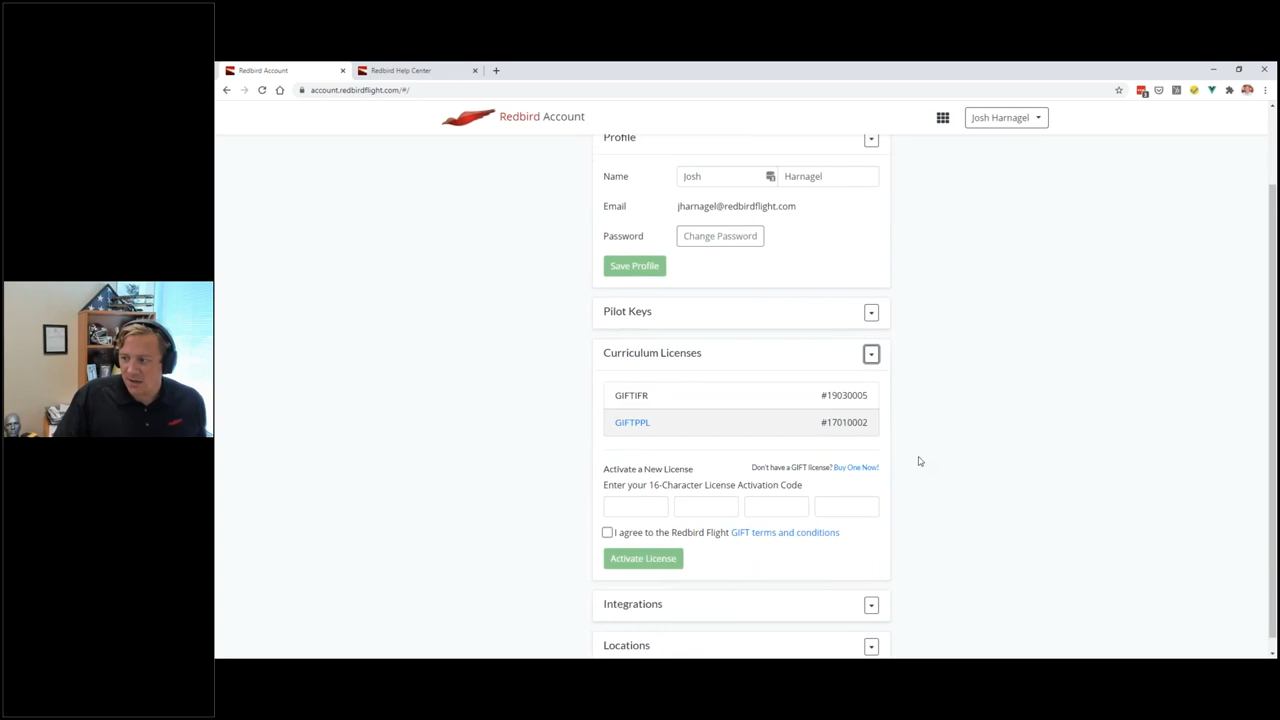 Redbird Account
Redbird Help Center
account.redbirdflight.com/#/
Redbird Account
Josh Harnagel
Profile
Name
Josh
Harnagel
Email
jharnagel@redbirdflight.com
Password
Change Password
Save Profile
Pilot Keys
Curriculum Licenses
GIFTIFR
#19030005
GIFTPPL
#17010002
Activate a New License
Don't have a GIFT license? Buy One Now!
Enter your 16-Character License Activation Code
I agree to the Redbird Flight GIFT terms and conditions
Activate License
Integrations
Locations